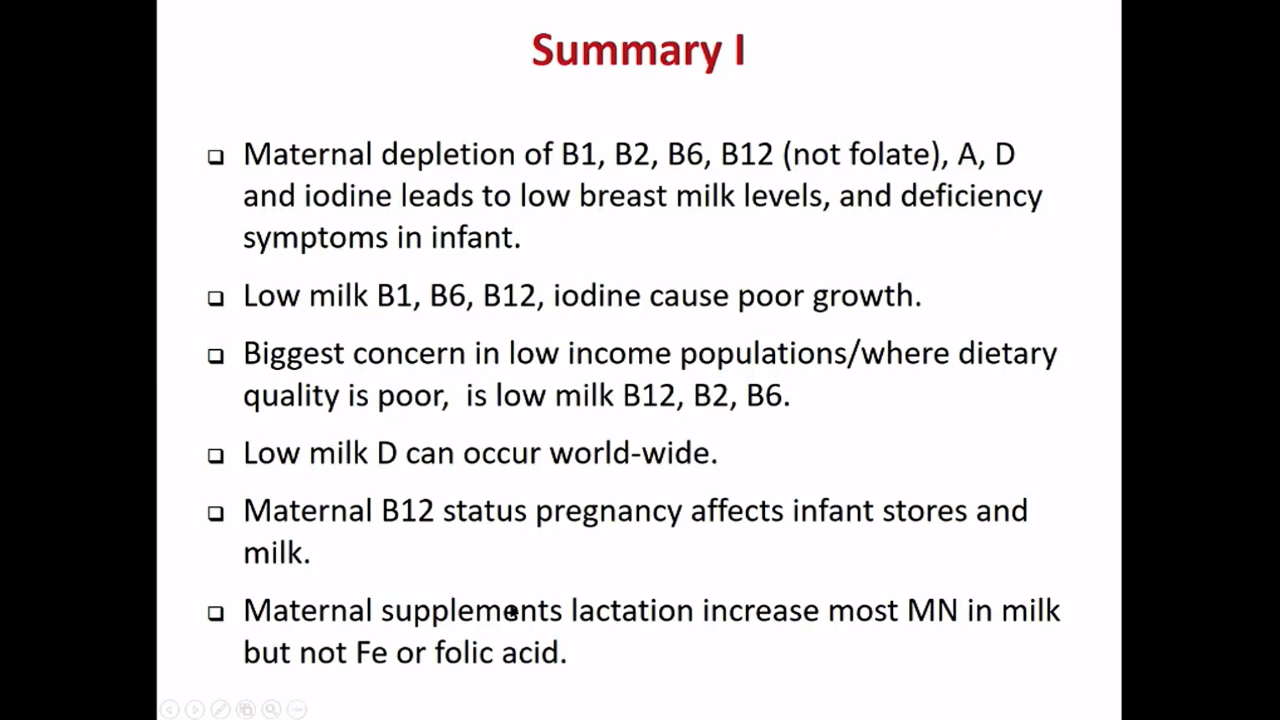 Summary I
Maternal depletion of B1, B2, B6, B12 (not folate), A, D
and iodine leads to low breast milk levels, and deficiency
symptoms in infant.
Low milk B1, B6, B12, iodine cause poor growth.
Biggest concern in low income populations/where dietary
quality is poor,  is low milk B12, B2, B6.
Low milk D can occur world-wide.
Maternal B12 status pregnancy affects infant stores and
milk.
Maternal supplements lactation increase most MN in milk
but not Fe or folic acid.